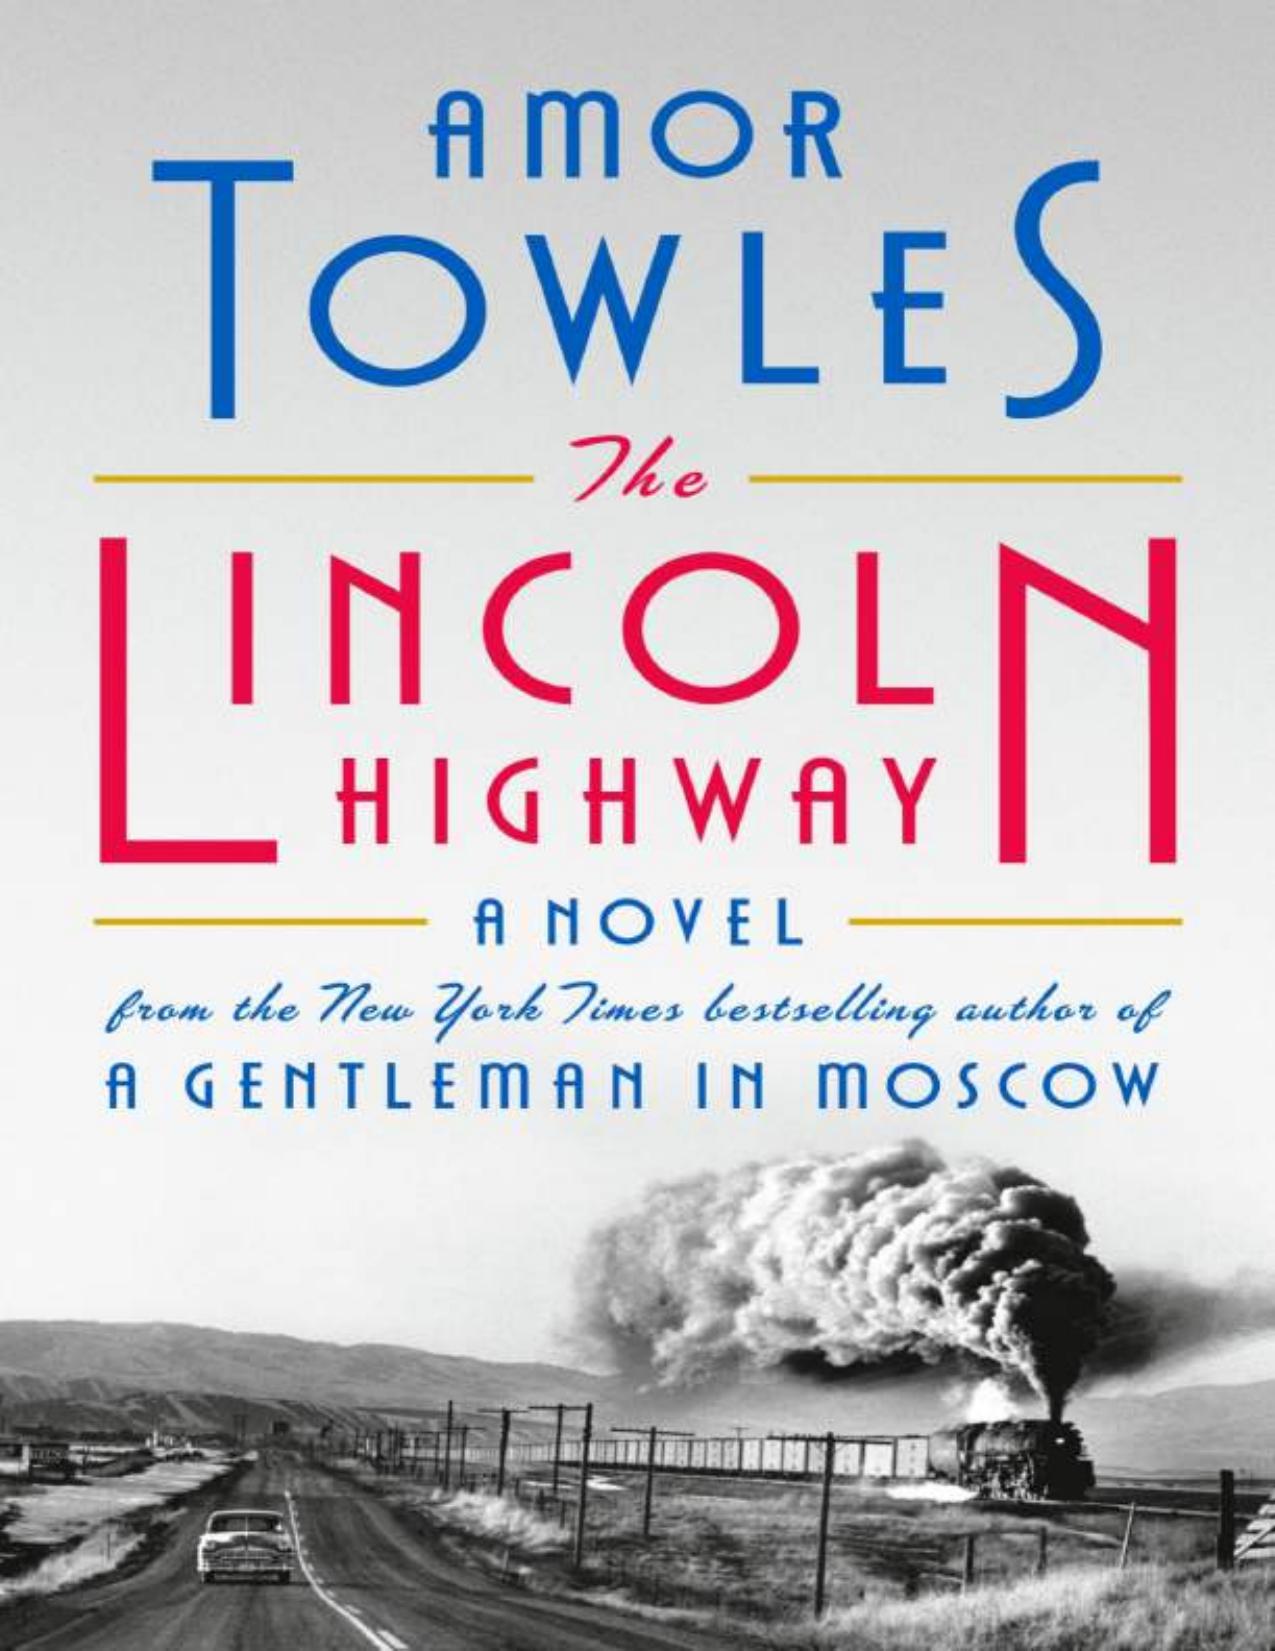 AMOR
TOWLES
The
LINCOLN
HIGHWAY
A NOVEL
from the New York Times bestselling author of
A GENTLEMAN IN MOSCOW